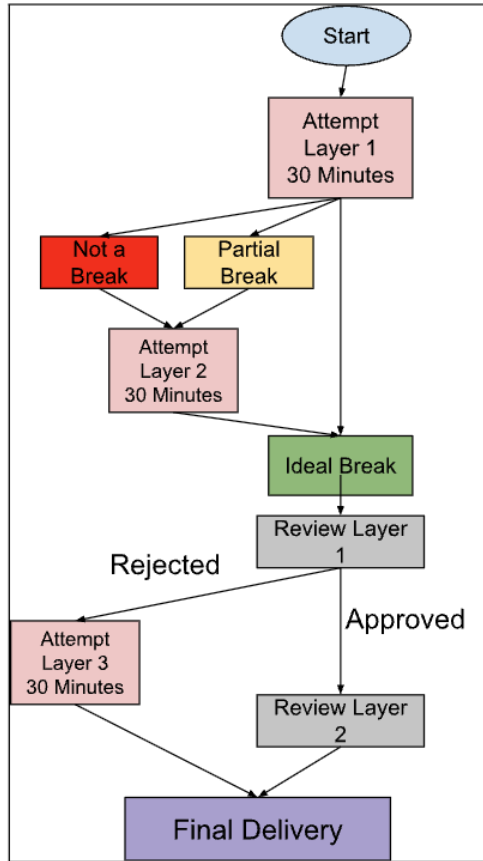 Start
Attempt
Layer 1
30 Minutes
Not a
Break
Partial
Break
Attempt
Layer 2
30 Minutes
Ideal Break
Review Layer
1
Rejected
Approved
Attempt
Layer 3
30 Minutes
Review Layer
2
Final Delivery